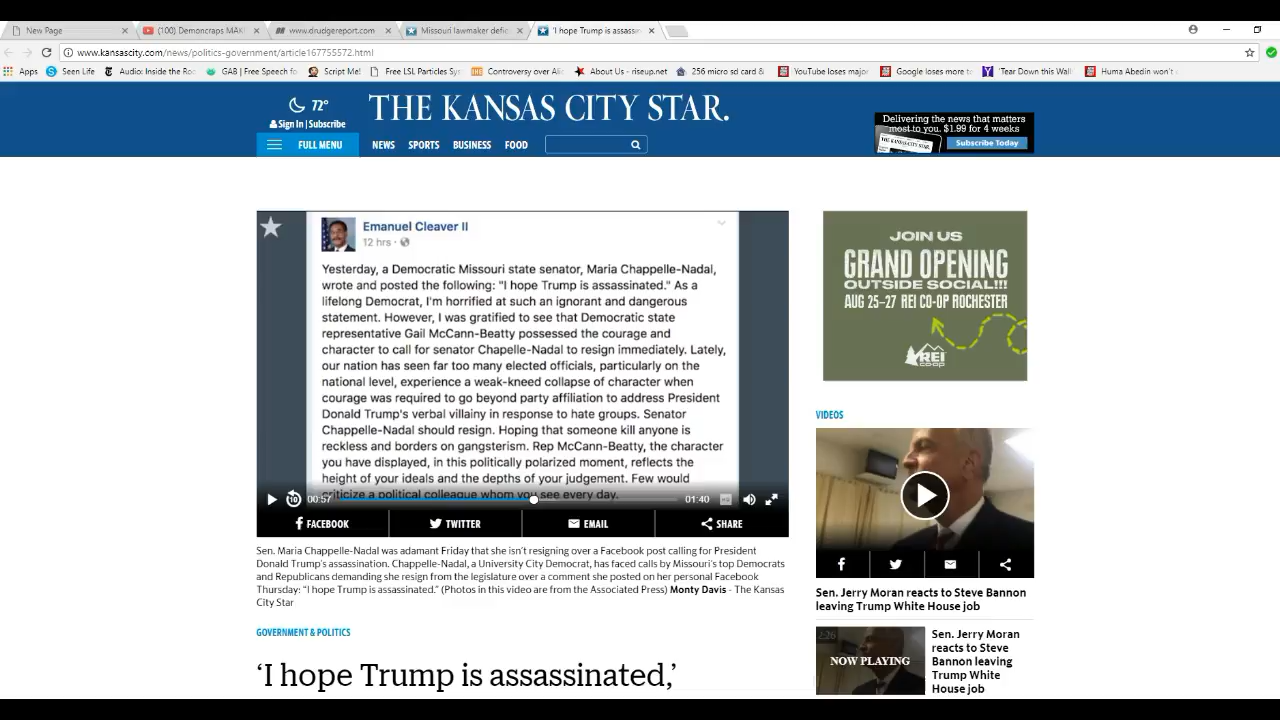 New Page
(100) Demoncraps MAK
www.drudgereport.com
Missouri lawmaker defie
'I hope Trump is assassin
www.kansascity.com/news/politics-government/article167755572.html
Apps
Seen Life
Audio: Inside the Ro
GAB | Free Speech fo
Script Me!
Free LSL Particles Sys
Controversy over Ali
About Us - riseup.net
256 micro sd card &
YouTube loses major
Google loses more t
'Tear Down this Wall
Huma Abedin won't
72°
Sign In | Subscribe
THE KANSAS CITY STAR.
Delivering the news that matters
most to you. $1.99 for 4 weeks
Subscribe Today
FULL MENU
NEWS
SPORTS
BUSINESS
FOOD
Emanuel Cleaver II
12 hrs ·
Yesterday, a Democratic Missouri state senator, Maria Chappelle-Nadal,
wrote and posted the following: "I hope Trump is assassinated." As a
lifelong Democrat, I'm horrified at such an ignorant and dangerous
statement. However, I was gratified to see that Democratic state
representative Gail McCann-Beatty possessed the courage and
character to call for senator Chapelle-Nadal to resign immediately. Lately,
our nation has seen far too many elected officials, particularly on the
national level, experience a weak-kneed collapse of character when
courage was required to go beyond party affiliation to address President
Donald Trump's verbal villainy in response to hate groups. Senator
Chappelle-Nadal should resign. Hoping that someone kill anyone is
reckless and borders on gangsterism. Rep McCann-Beatty, the character
you have displayed, in this politically polarized moment, reflects the
height of your ideals and the depths of your judgement. Few would
criticize a political colleague whom you see every day.
10
00:57
01:40
FACEBOOK
TWITTER
EMAIL
SHARE
Sen. Maria Chappelle-Nadal was adamant Friday that she isn't resigning over a Facebook post calling for President
Donald Trump's assassination. Chappelle-Nadal, a University City Democrat, has faced calls by Missouri's top Democrats
and Republicans demanding she resign from the legislature over a comment she posted on her personal Facebook
Thursday: "I hope Trump is assassinated." (Photos in this video are from the Associated Press) Monty Davis - The Kansas
City Star
GOVERNMENT & POLITICS
'I hope Trump is assassinated,'
JOIN US
GRAND OPENING
OUTSIDE SOCIAL!!!
AUG 25-27 REI CO-OP ROCHESTER
REI
co-op
VIDEOS
Sen. Jerry Moran reacts to Steve Bannon
leaving Trump White House job
2:26
NOW PLAYING
Sen. Jerry Moran
reacts to Steve
Bannon leaving
Trump White
House job